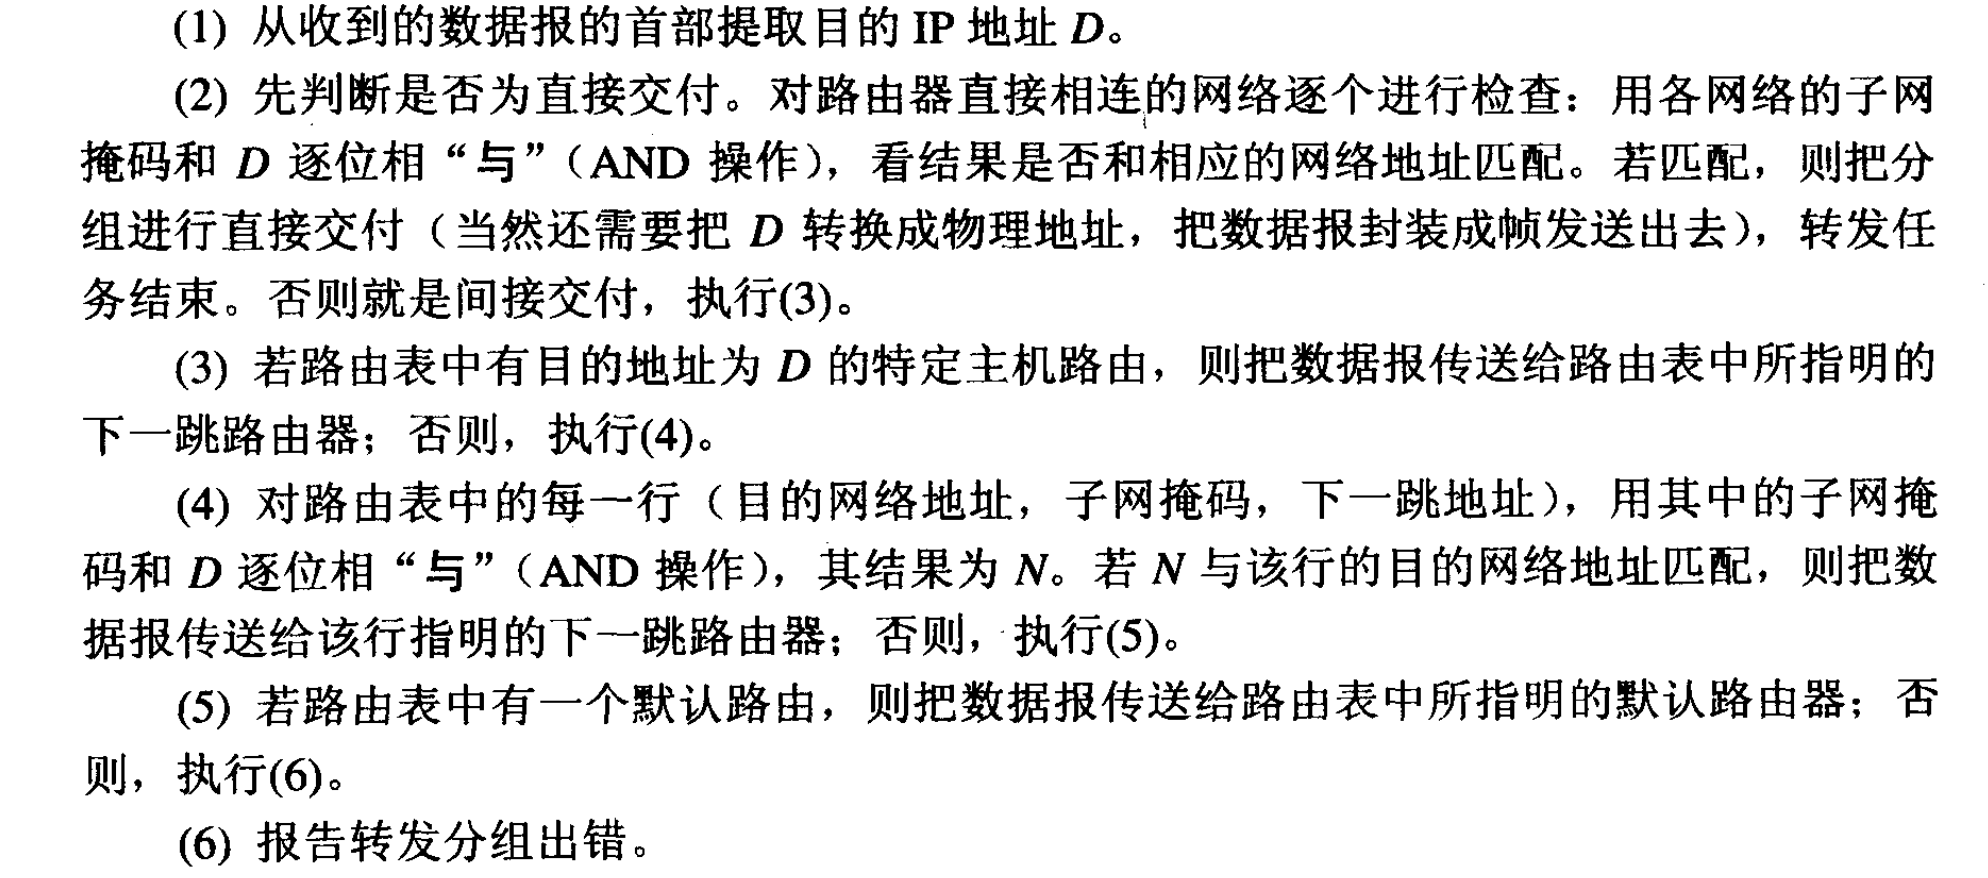 (1) 从收到的数据报的首部提取目的 IP 地址 D。
(2) 先判断是否为直接交付。对路由器直接相连的网络逐个进行检查：用各网络的子网
掩码和 D 逐位相“与”（AND 操作），看结果是否和相应的网络地址匹配。若匹配，则把分
组进行直接交付（当然还需要把 D 转换成物理地址，把数据报封装成帧发送出去），转发任
务结束。否则就是间接交付，执行(3)。
(3) 若路由表中有目的地址为 D 的特定主机路由，则把数据报传送给路由表中所指明的
下一跳路由器；否则，执行(4)。
(4) 对路由表中的每一行（目的网络地址，子网掩码，下一跳地址），用其中的子网掩
码和 D 逐位相“与”（AND 操作），其结果为 N。若 N 与该行的目的网络地址匹配，则把数
据报传送给该行指明的下一跳路由器；否则，执行(5)。
(5) 若路由表中有一个默认路由，则把数据报传送给路由表中所指明的默认路由器；否
则，执行(6)。
(6) 报告转发分组出错。